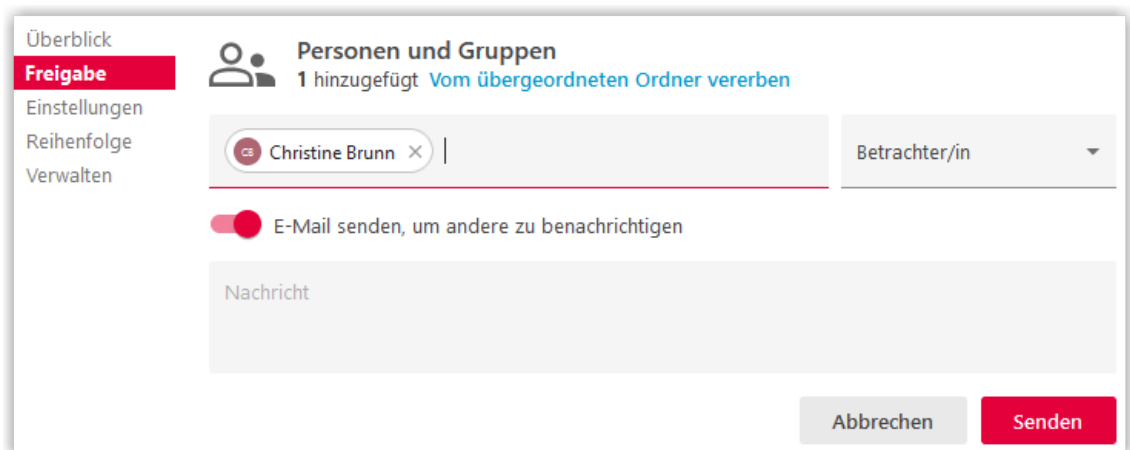 Überblick
Freigabe
Einstellungen
Reihenfolge
Verwalten
Personen und Gruppen
1 hinzugefügt Vom übergeordneten Ordner vererben
CB Christine Brunn ×
Betrachter/in
E-Mail senden, um andere zu benachrichtigen
Nachricht
Abbrechen
Senden